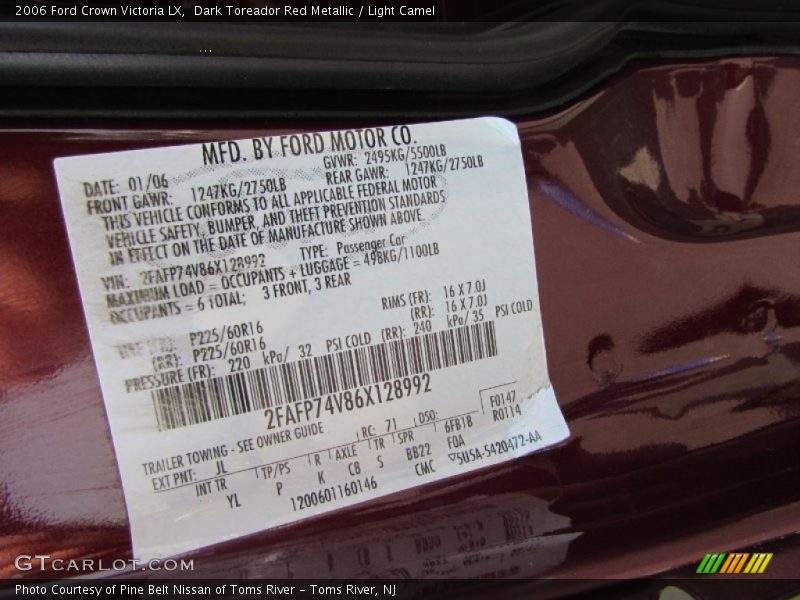 2006 Ford Crown Victoria LX,  Dark Toreador Red Metallic / Light Camel
MFD. BY FORD MOTOR CO.
DATE: 01/06 GVWR: 2495KG/5500LB
FRONT GAWR: 1247KG/2750LB REAR GAWR: 1247KG/2750LB
THIS VEHICLE CONFORMS TO ALL APPLICABLE FEDERAL MOTOR
VEHICLE SAFETY, BUMPER, AND THEFT PREVENTION STANDARDS
IN EFFECT ON THE DATE OF MANUFACTURE SHOWN ABOVE.
VIN: 2FAFP74V86X128992 TYPE: Passenger Car
MAXIMUM LOAD = OCCUPANTS + LUGGAGE = 498KG/1100LB
OCCUPANTS = 6 TOTAL; 3 FRONT, 3 REAR
P225/60R16 RIMS (FR): 16 X 7.0J
(RR): P225/60R16 (RR): 16 X 7.0J
PRESSURE (FR): 220 kPa/ 32 PSI COLD (RR): 240 kPa/ 35 PSI COLD
2FAFP74V86X128992
TRAILER TOWING - SEE OWNER GUIDE
EXT PNT: JL RC: 71 DSO: F0147
INT TR TP/PS R AXLE TR SPR 6FB1B R0114
YL P K C8 S BB22 F0A
1200601160146 CMC 5U5A-5420472-AA
GTCARLOT.COM
Photo Courtesy of Pine Belt Nissan of Toms River – Toms River, NJ